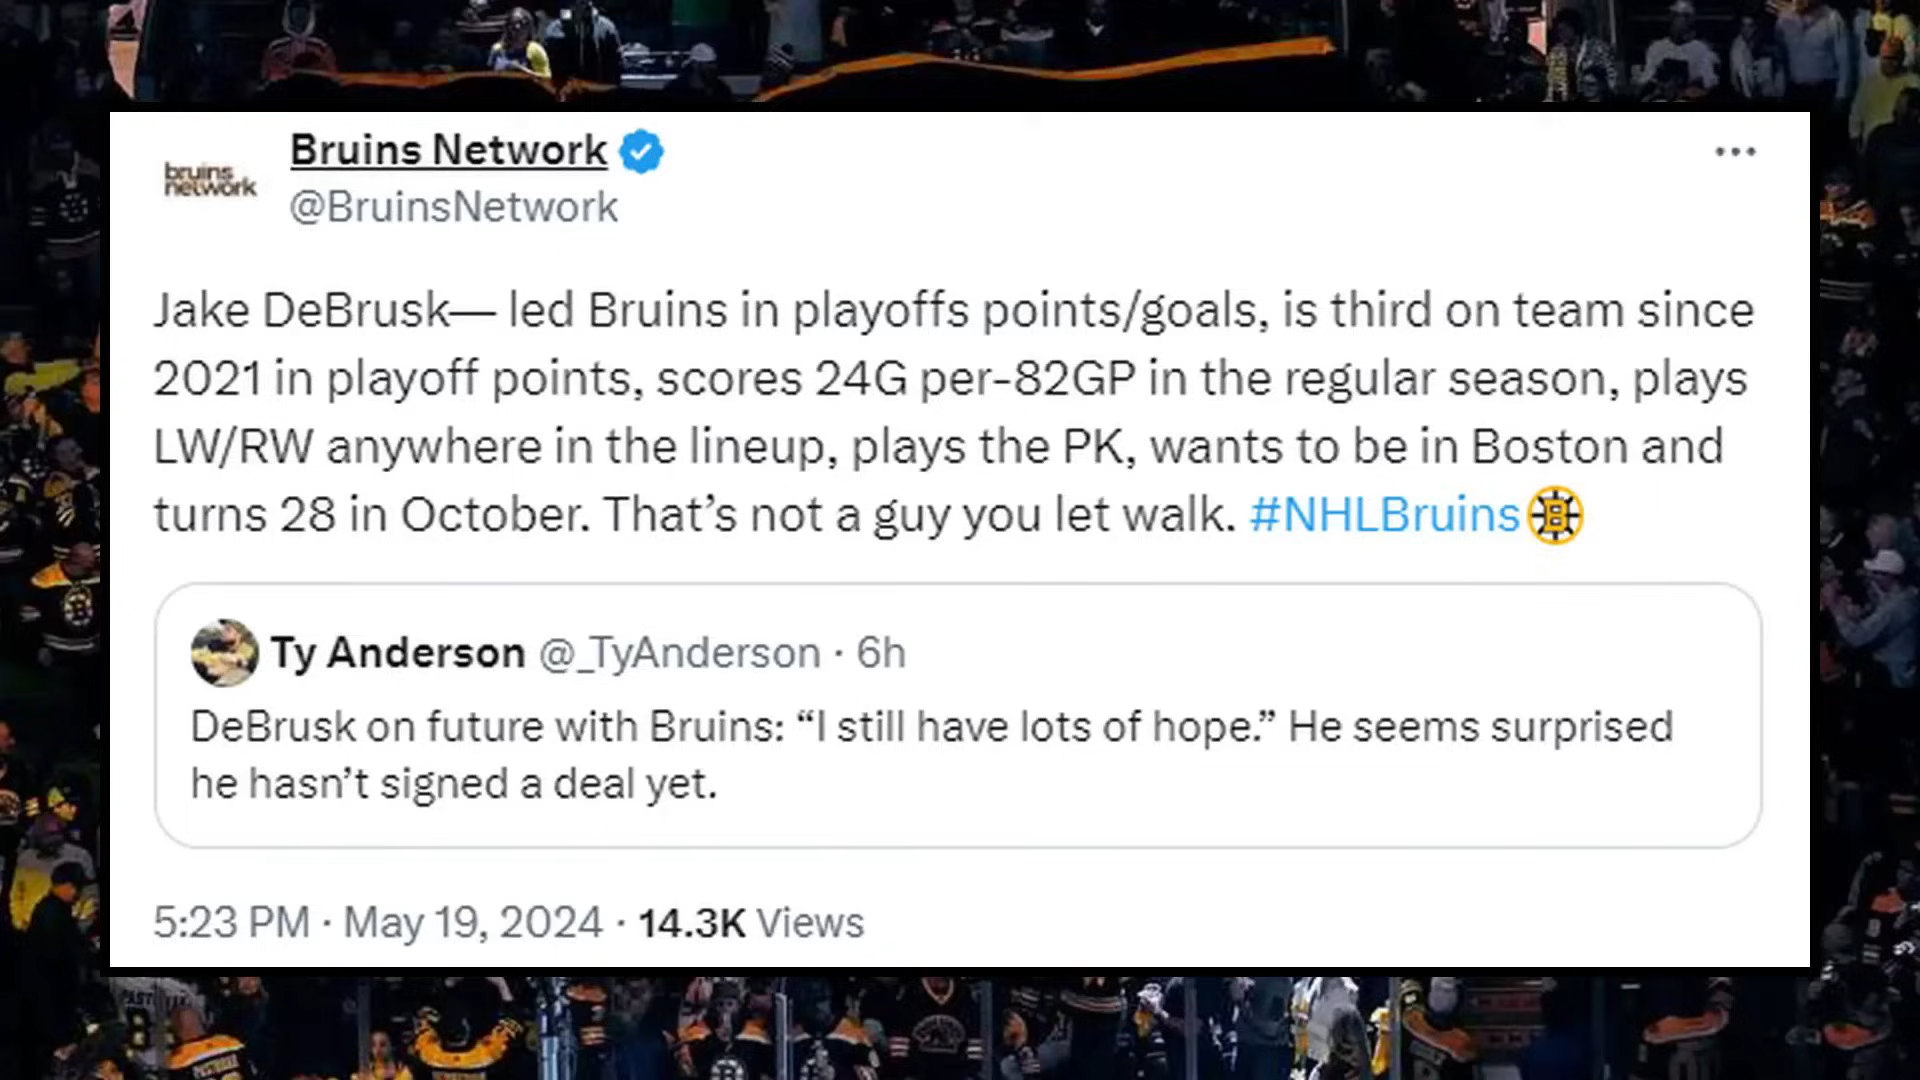 Bruins Network
bruins
network
@BruinsNetwork
Jake DeBrusk— led Bruins in playoffs points/goals, is third on team since
2021 in playoff points, scores 24G per-82GP in the regular season, plays
LW/RW anywhere in the lineup, plays the PK, wants to be in Boston and
turns 28 in October. That’s not a guy you let walk. #NHLBruins
B
Ty Anderson @_TyAnderson · 6h
DeBrusk on future with Bruins: “I still have lots of hope.” He seems surprised
he hasn’t signed a deal yet.
5:23 PM · May 19, 2024 · 14.3K Views